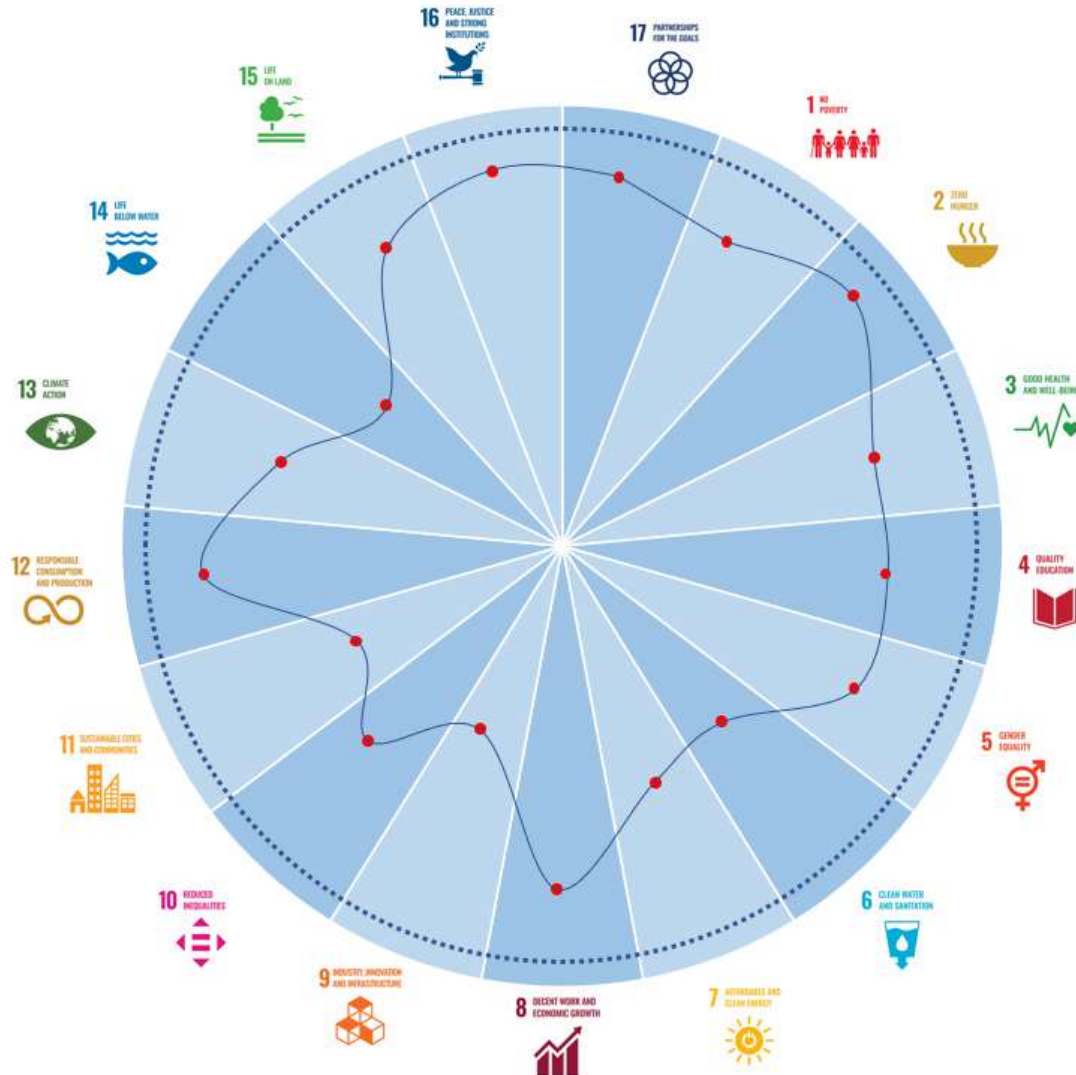 1 NO
POVERTY
2 ZERO
HUNGER
3 GOOD HEALTH
AND WELL-BEING
4 QUALITY
EDUCATION
5 GENDER
EQUALITY
6 CLEAN WATER
AND SANITATION
7 AFFORDABLE AND
CLEAN ENERGY
8 DECENT WORK AND
ECONOMIC GROWTH
9 INDUSTRY, INNOVATION
AND INFRASTRUCTURE
10 REDUCED
INEQUALITIES
11 SUSTAINABLE CITIES
AND COMMUNITIES
12 RESPONSIBLE
CONSUMPTION
AND PRODUCTION
13 CLIMATE
ACTION
14 LIFE
BELOW WATER
15 LIFE
ON LAND
16 PEACE, JUSTICE
AND STRONG
INSTITUTIONS
17 PARTNERSHIPS
FOR THE GOALS